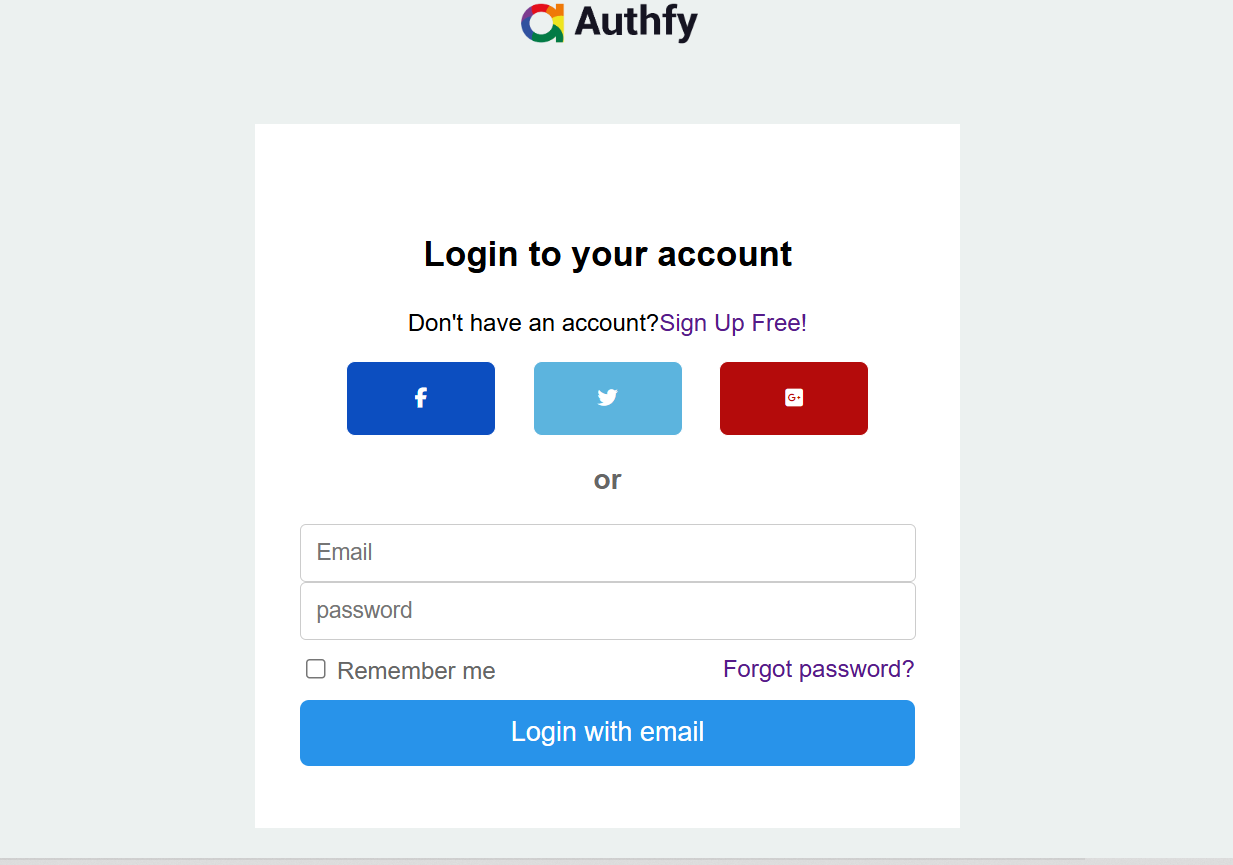 Authfy
Login to your account
Don't have an account?Sign Up Free!
G+
or
Email
password
Remember me
Forgot password?
Login with email